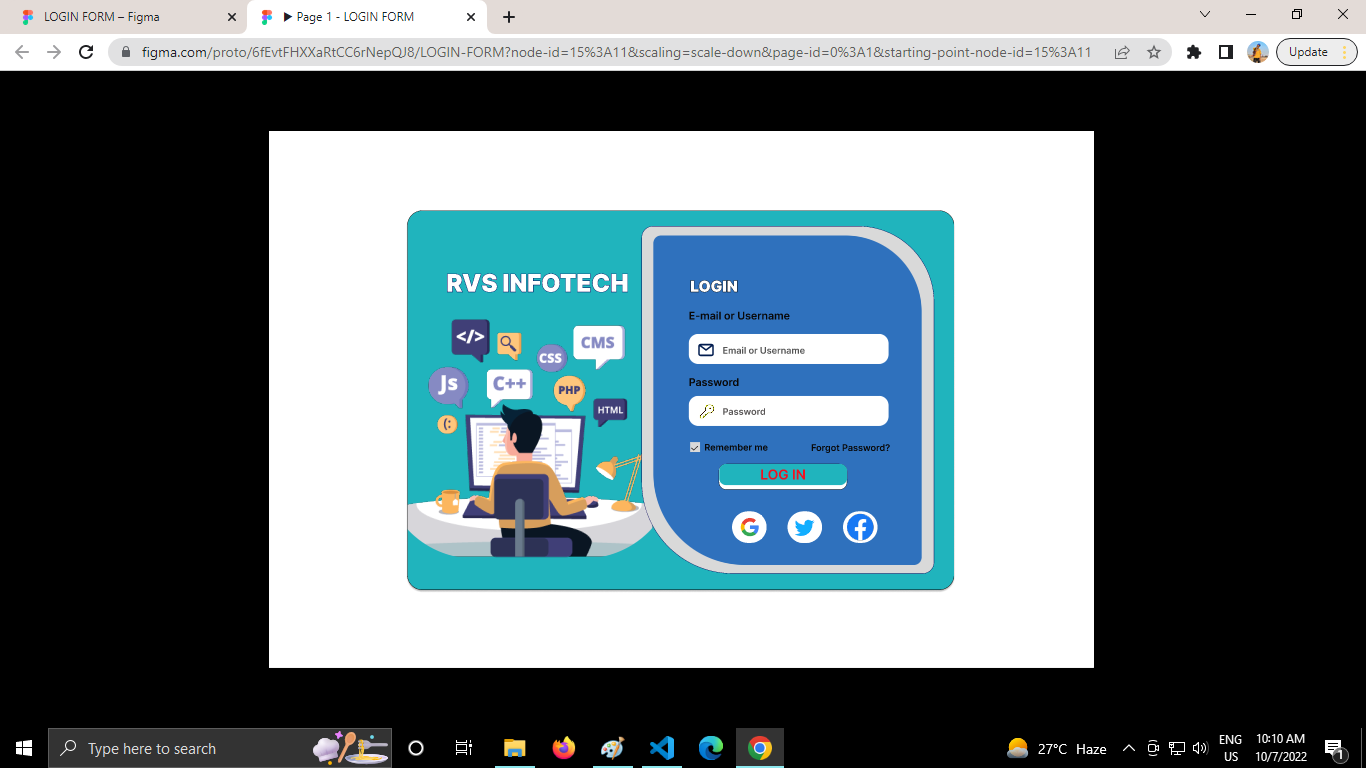 LOGIN FORM – Figma
▶ Page 1 - LOGIN FORM
figma.com/proto/6fEvtFHXXaRtCC6rNepQJ8/LOGIN-FORM?node-id=15%3A11&scaling=scale-down&page-id=0%3A1&starting-point-node-id=15%3A11
Update
RVS INFOTECH
</>
CMS
CSS
Js
C++
PHP
HTML
(:
LOGIN
E-mail or Username
Email or Username
Password
Password
Remember me
Forgot Password?
LOG IN
Type here to search
27°C Haze
ENG
US
10:10 AM
10/7/2022
1